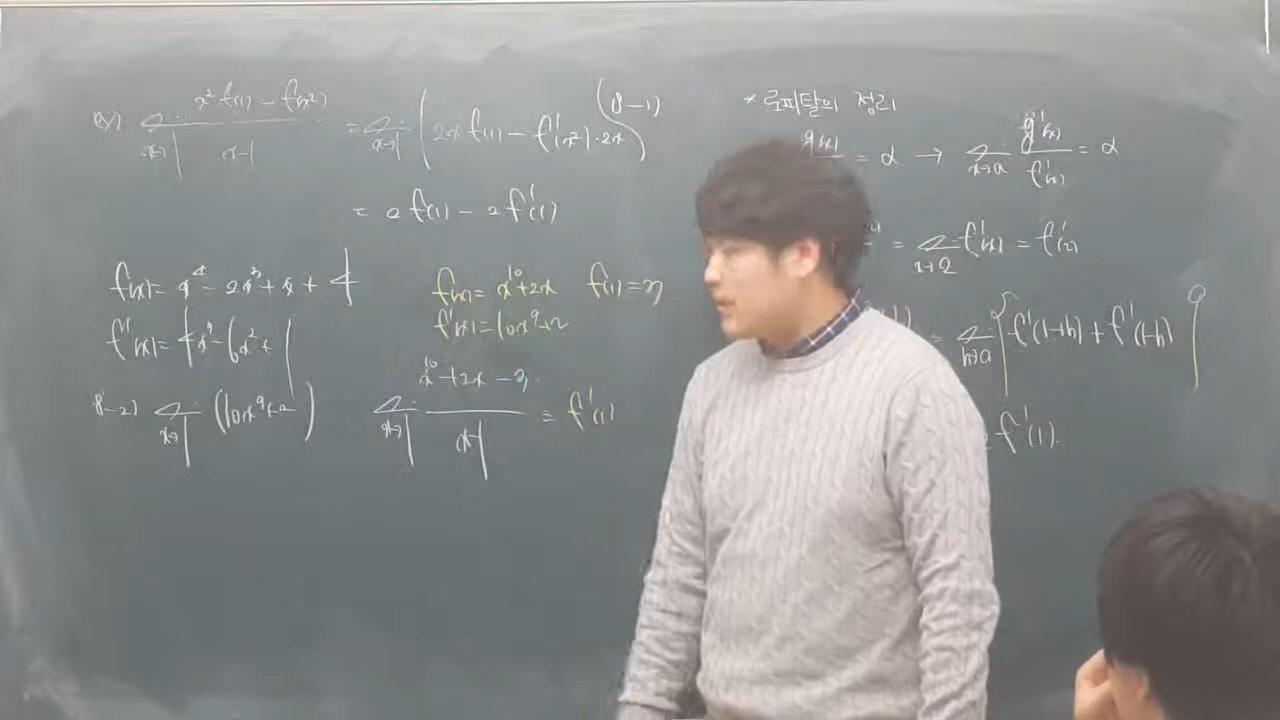 ex) lim x→1 x²f(1) - f(x²) / x-1 = lim x→1 ( 2x f(1) - f'(x²)·2x )
(8-1)
= 2f(1) - 2f'(1)
f(x) = x⁴ - 2x³ + x + 4
f'(x) = 4x³ - 6x² + 1
8-2) lim x→1 (10x⁹+2)
f(x) = x¹⁰+2x f(1) = 3
f'(x) = 10x⁹+2
lim x→1 x¹⁰+2x-3 / x-1 = f'(1)
* 로피탈의 정리
g(x) = α → lim x→a g'(x) / f'(x) = α
= lim x→2 f'(x) = f'(2)
= lim h→0 { f'(1+h) + f'(1-h) }
f'(1).